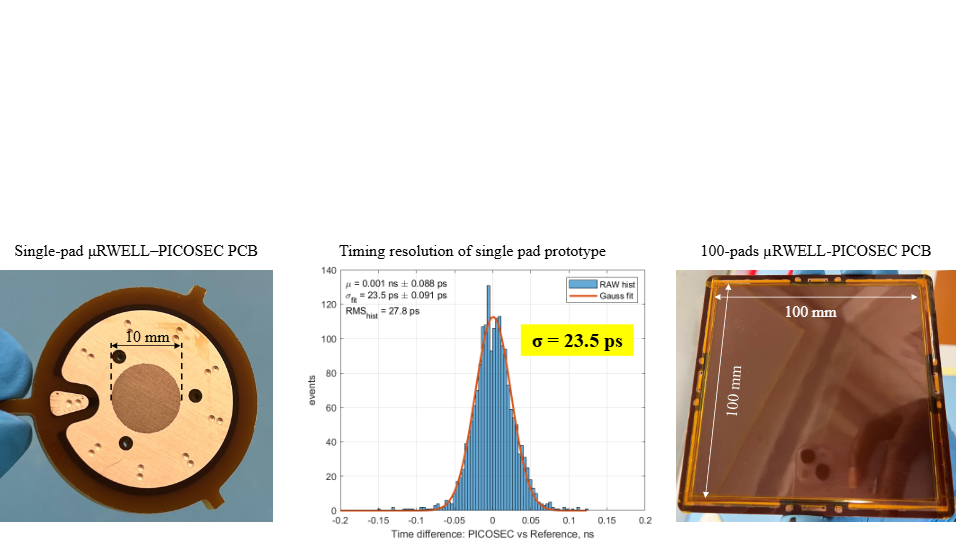 Single-pad µRWELL–PICOSEC PCB
10 mm
Timing resolution of single pad prototype
140
120
100
80
60
40
20
0
events
μ = 0.001 ns ± 0.088 ps
σfit = 23.5 ps ± 0.091 ps
RMShist = 27.8 ps
RAW hist
Gauss fit
σ = 23.5 ps
-0.2 -0.15 -0.1 -0.05 0 0.05 0.1 0.15 0.2
Time difference: PICOSEC vs Reference, ns
100-pads µRWELL-PICOSEC PCB
100 mm
100 mm